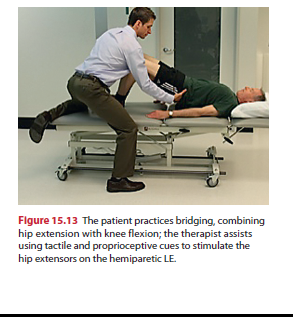 Figure 15.13 The patient practices bridging, combining
hip extension with knee flexion; the therapist assists
using tactile and proprioceptive cues to stimulate the
hip extensors on the hemiparetic LE.